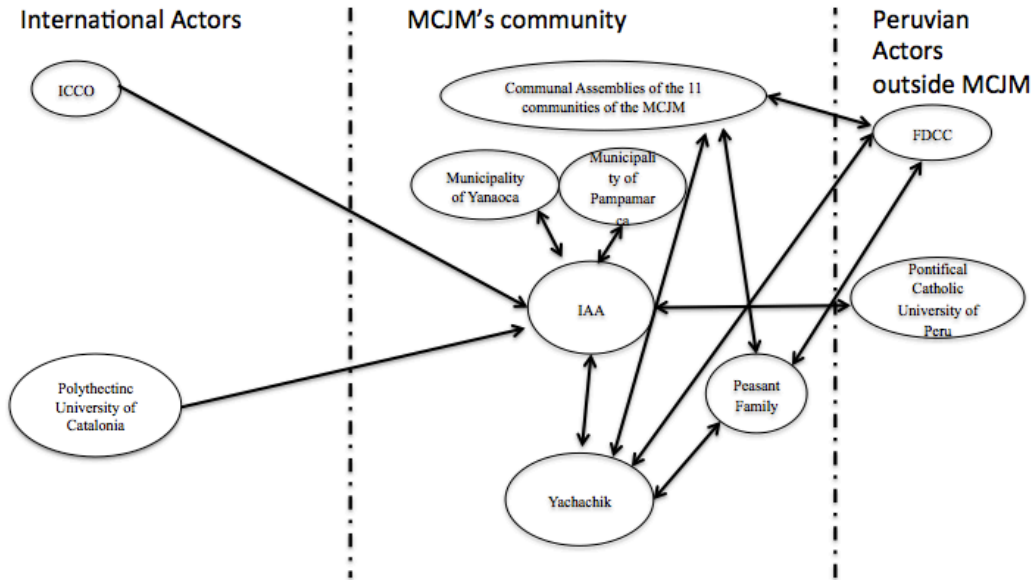 International Actors
MCJM's community
Peruvian
Actors
outside MCJM
ICCO
Communal Assemblies of the 11
communities of the MCJM
FDCC
Municipality
of Yanaoca
Municipali
ty of
Pampamar
ca
IAA
Pontifical
Catholic
University of
Peru
Polythectinc
University of
Catalonia
Peasant
Family
Yachachik